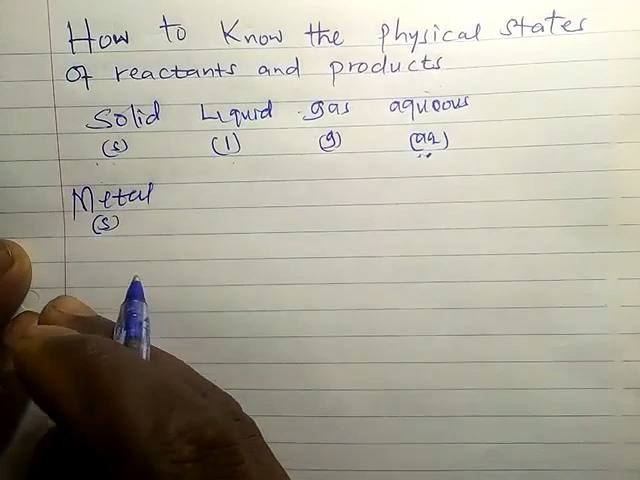 How to Know the physical states
of reactants and products
Solid Liquid gas aqueous
(s) (l) (g) (aq)
Metal
(s)